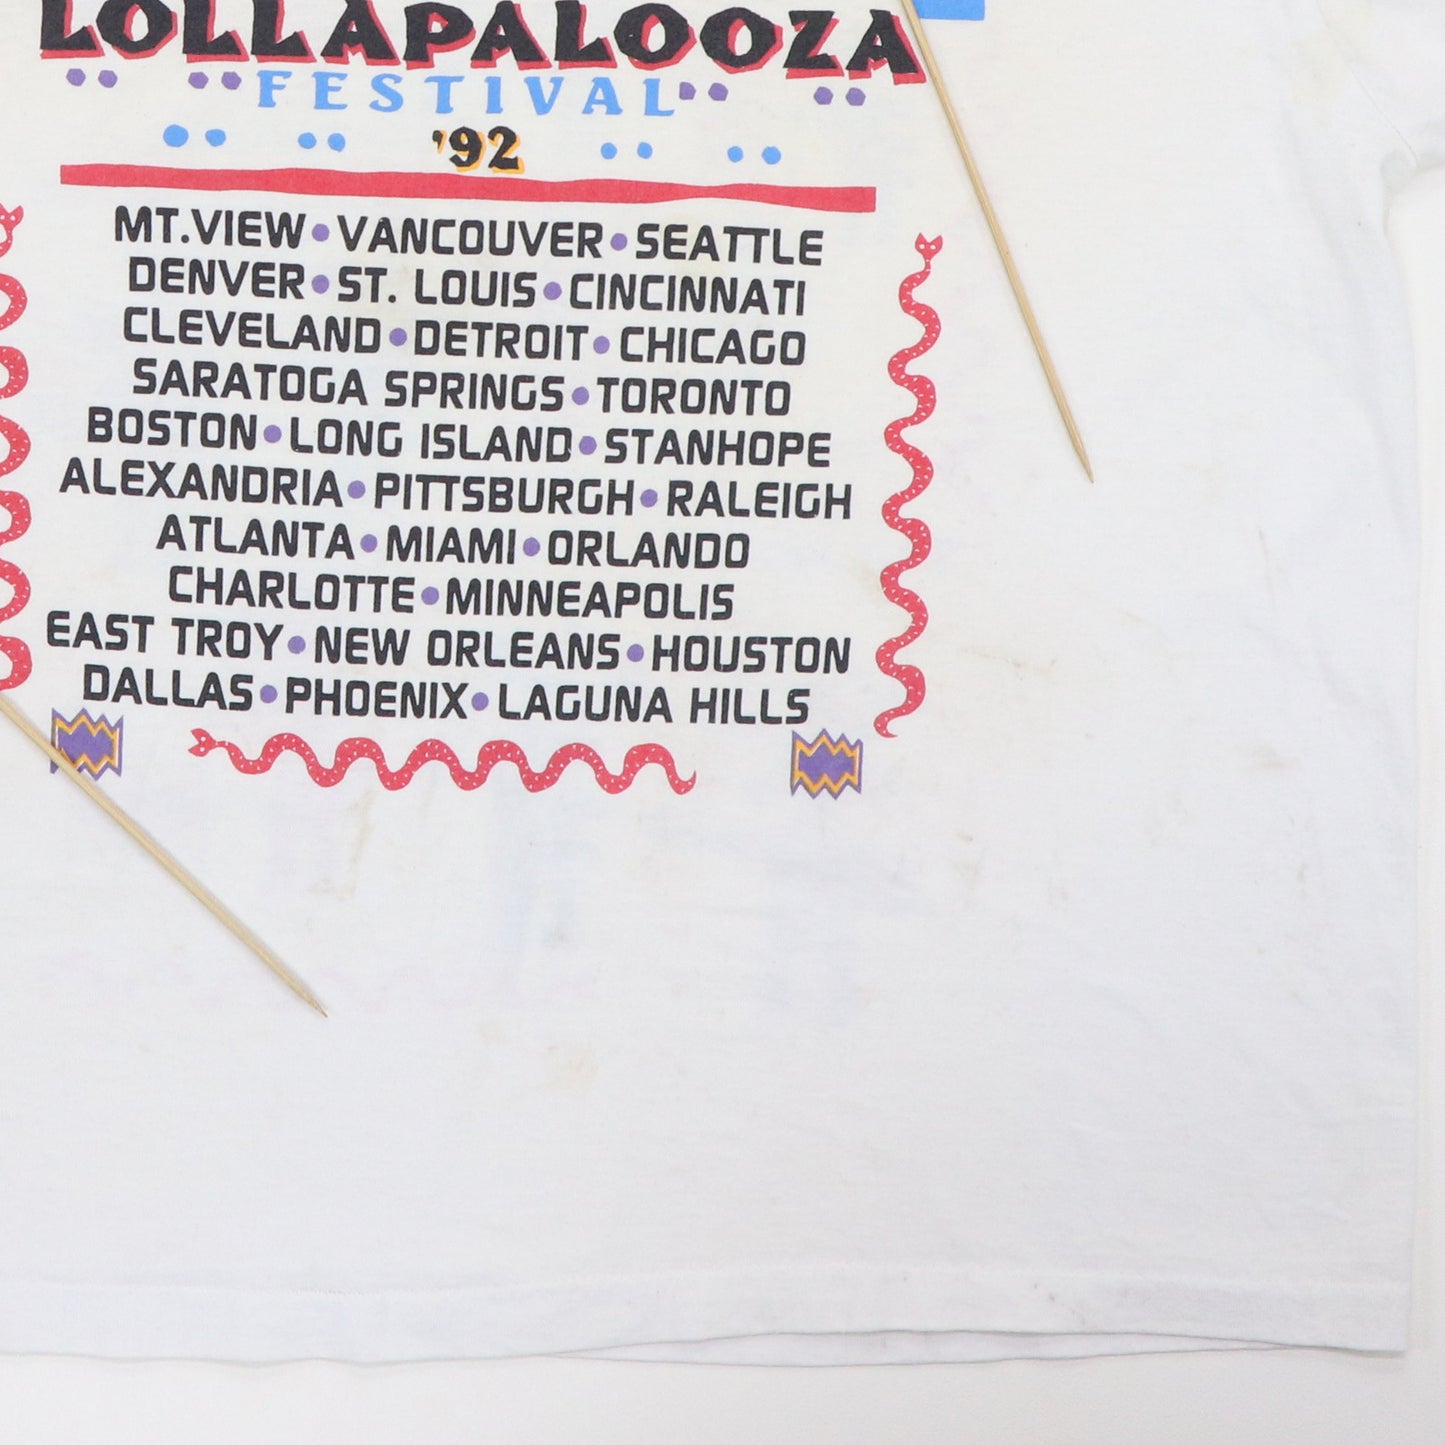 LOLLAPALOOZA
FESTIVAL
'92
MT.VIEW•VANCOUVER•SEATTLE
DENVER•ST. LOUIS•CINCINNATI
CLEVELAND•DETROIT•CHICAGO
SARATOGA SPRINGS•TORONTO
BOSTON•LONG ISLAND•STANHOPE
ALEXANDRIA•PITTSBURGH•RALEIGH
ATLANTA•MIAMI•ORLANDO
CHARLOTTE•MINNEAPOLIS
EAST TROY•NEW ORLEANS•HOUSTON
DALLAS•PHOENIX•LAGUNA HILLS